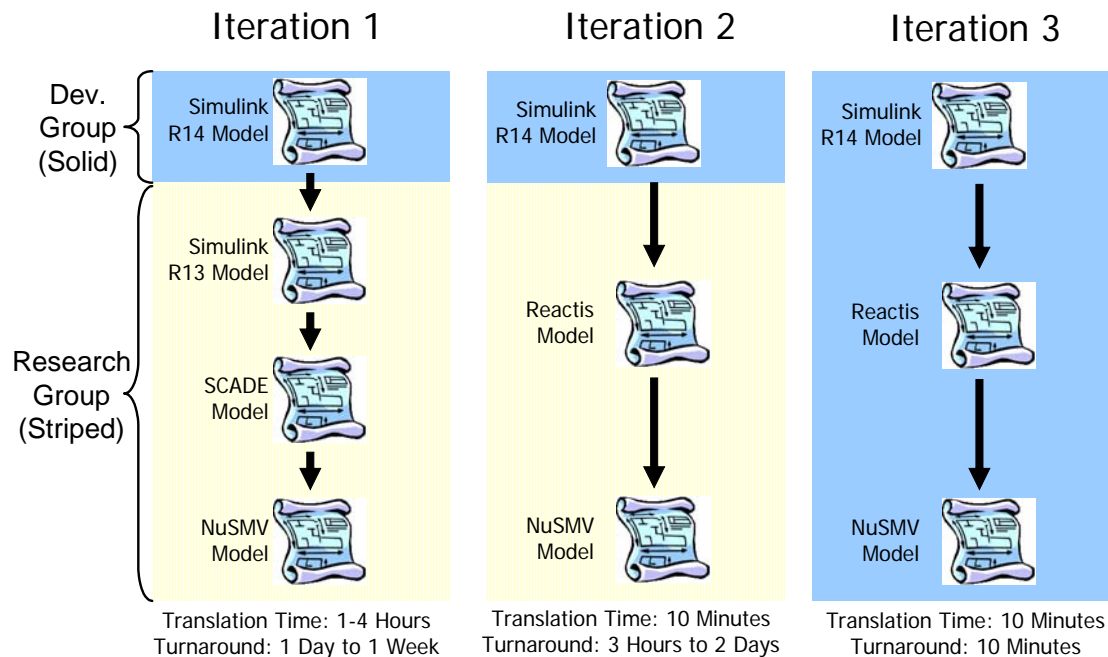 Iteration 1
Iteration 2
Iteration 3
Dev.
Group
(Solid)
Research
Group
(Striped)
Simulink
R14 Model
Simulink
R13 Model
SCADE
Model
NuSMV
Model
Translation Time: 1-4 Hours
Turnaround: 1 Day to 1 Week
Simulink
R14 Model
Reactis
Model
NuSMV
Model
Translation Time: 10 Minutes
Turnaround: 3 Hours to 2 Days
Simulink
R14 Model
Reactis
Model
NuSMV
Model
Translation Time: 10 Minutes
Turnaround: 10 Minutes